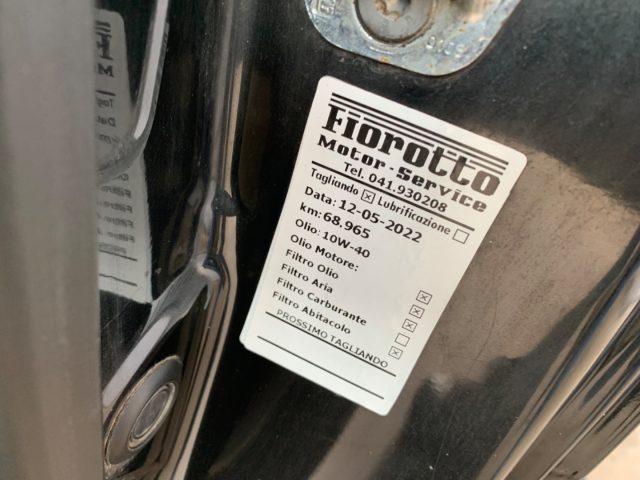 Fiorotto
Motor-service
Tel. 041.930208
Tagliando ☒ Lubrificazione ☐
Data: 12-05-2022
km: 68.965
Olio: 10W-40
Olio Motore:
Filtro Olio ☒
Filtro Aria ☒
Filtro Carburante ☐
Filtro Abitacolo ☒
PROSSIMO TAGLIANDO